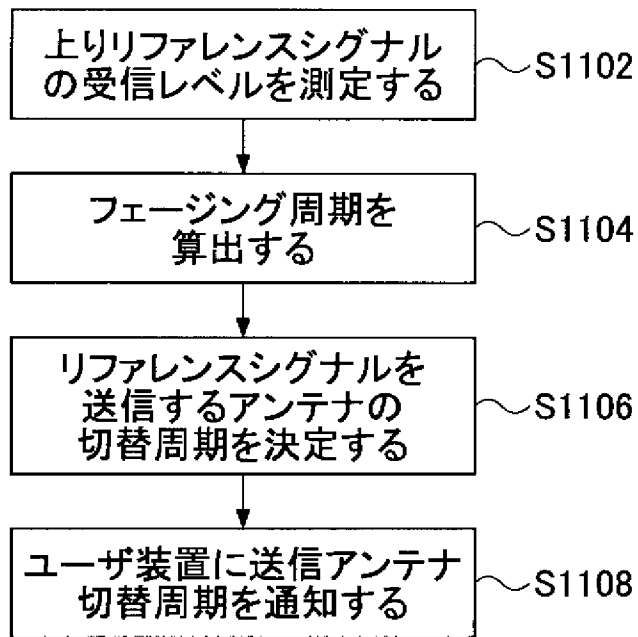 上りリファレンスシグナル
の受信レベルを測定する
S1102
フェージング周期を
算出する
S1104
リファレンスシグナルを
送信するアンテナの
切替周期を決定する
S1106
ユーザ装置に送信アンテナ
切替周期を通知する
S1108